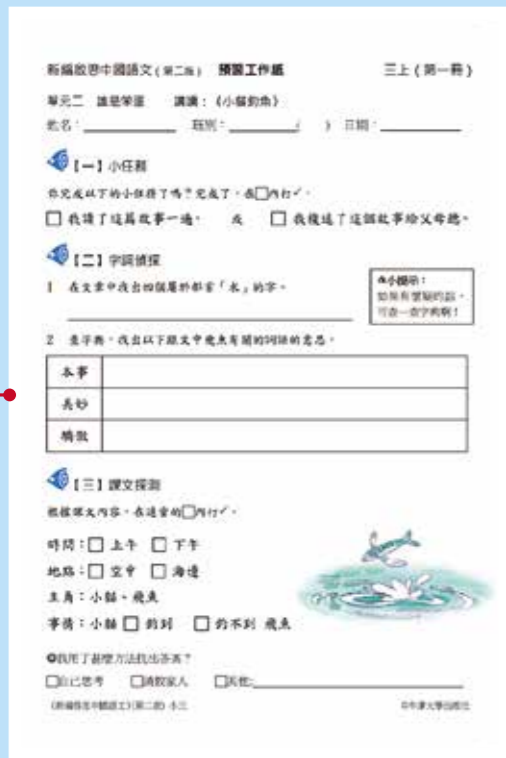 新編啟思中國語文(第二版) 預習工作紙 三上(第一冊)
單元二 誰是笨蛋 講讀:《小貓釣魚》
姓名: 班別: ( ) 日期:
【一】小任務
你完成以下的小任務了嗎?完成了,在□內打✓。
□ 我讀了這篇故事一遍。 或 □ 我複述了這個故事給父母聽。
【二】字詞偵探
1 在文章中找出四個屬於部首「水」的字。
小提示:
如果有懷疑的話,
可查一查字典啊!
2 查字典,找出以下跟文中飛魚有關的詞語的意思。
本事
美妙
驕傲
【三】課文探測
根據課文內容,在適當的□內打✓。
時間:□ 上午 □ 下午
地點:□ 空中 □ 海邊
主角:小貓、飛魚
事情:小貓 □ 釣到 □ 釣不到 飛魚
我用了甚麼方法找出答案?
□自己思考 □請教家人 □其他:
《新編啟思中國語文》(第二版) 小三
©牛津大學出版社